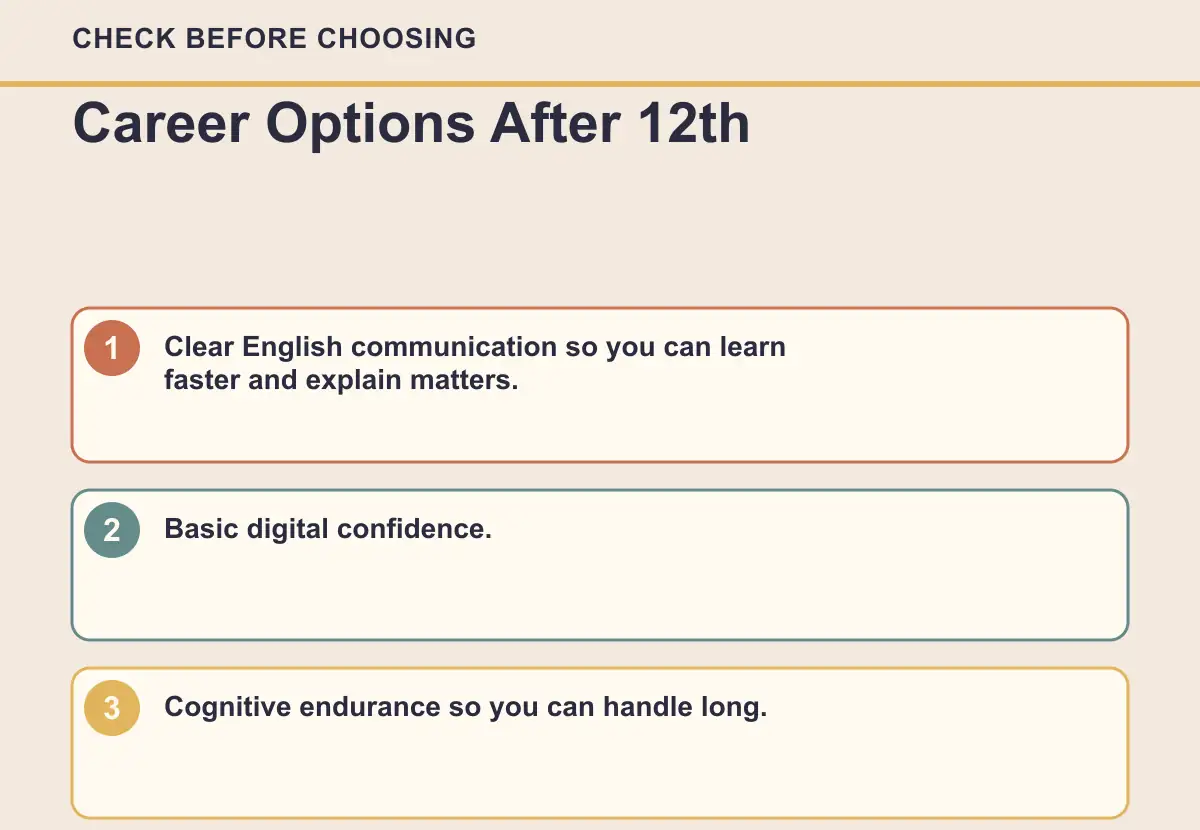 CHECK BEFORE CHOOSING
Career Options After 12th
1
Clear English communication so you can learn
faster and explain matters.
2
Basic digital confidence.
3
Cognitive endurance so you can handle long.